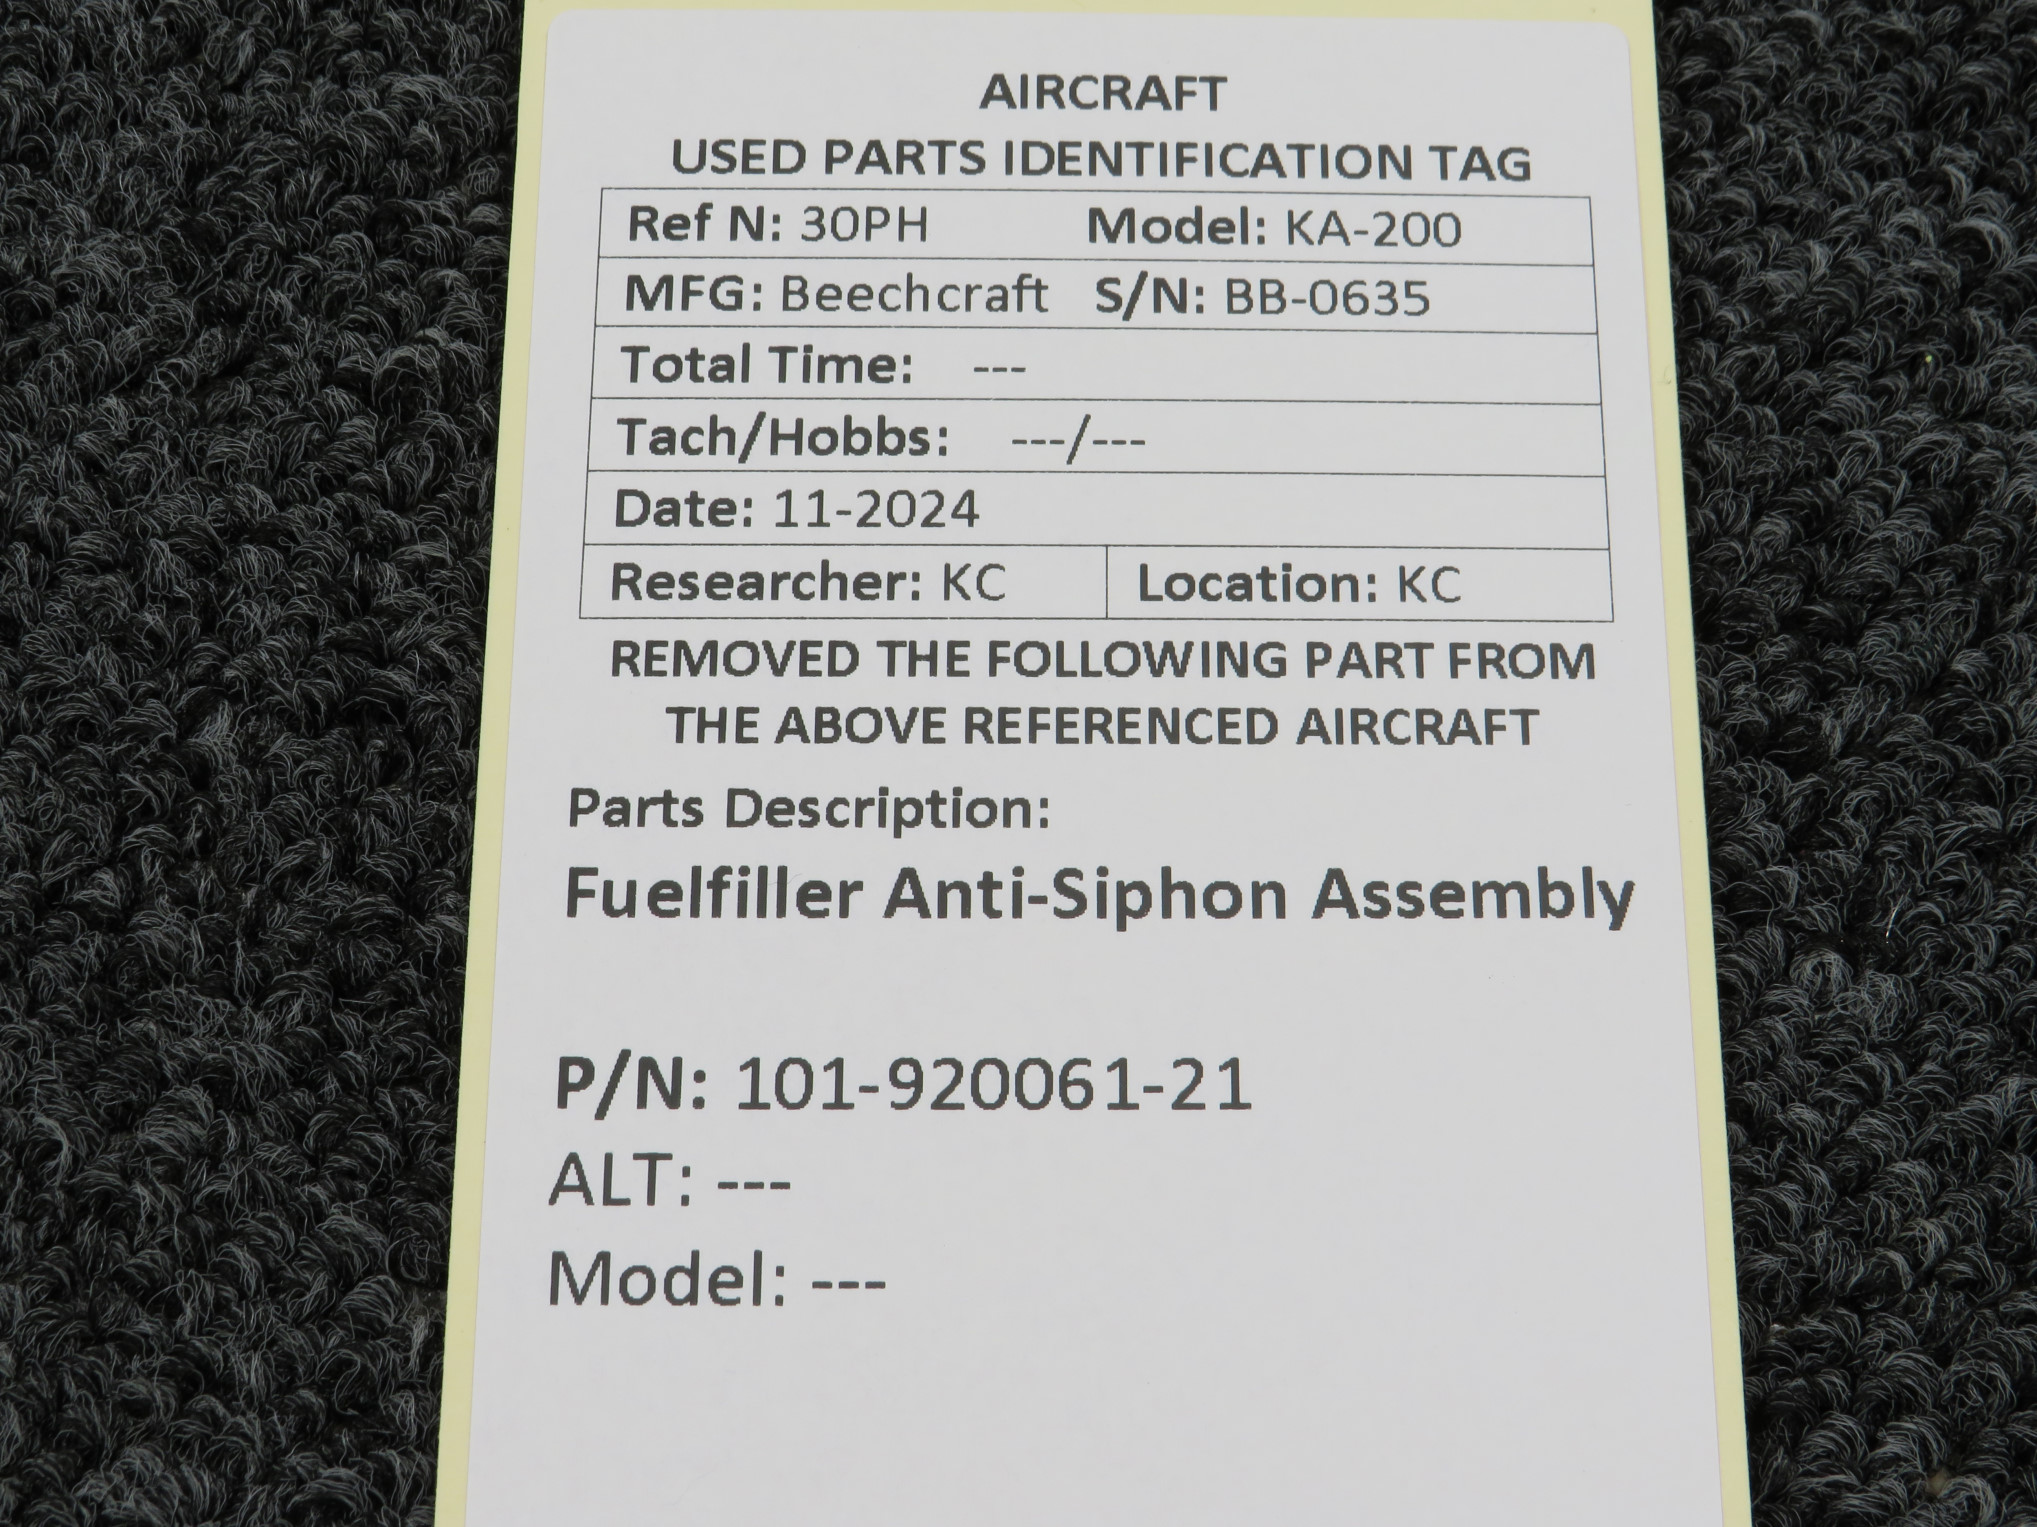 AIRCRAFT
USED PARTS IDENTIFICATION TAG
Ref N: 30PH Model: KA-200
MFG: Beechcraft S/N: BB-0635
Total Time: ---
Tach/Hobbs: ---/---
Date: 11-2024
Researcher: KC Location: KC
REMOVED THE FOLLOWING PART FROM
THE ABOVE REFERENCED AIRCRAFT
Parts Description:
Fuelfiller Anti-Siphon Assembly
P/N: 101-920061-21
ALT: ---
Model: ---